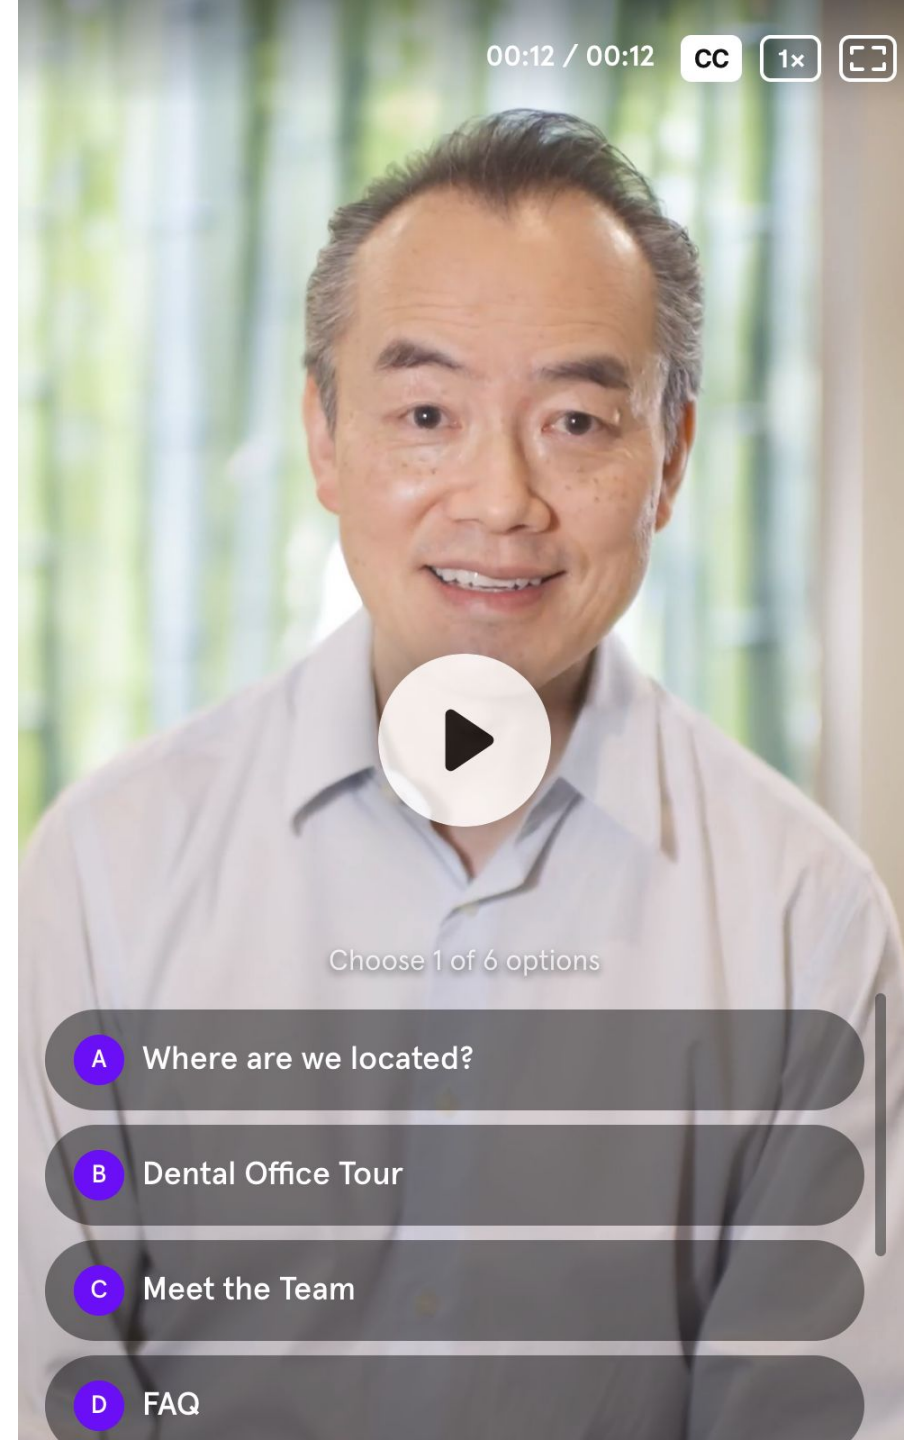 00:12 / 00:12 CC 1×
Choose 1 of 6 options
A Where are we located?
B Dental Office Tour
C Meet the Team
D FAQ